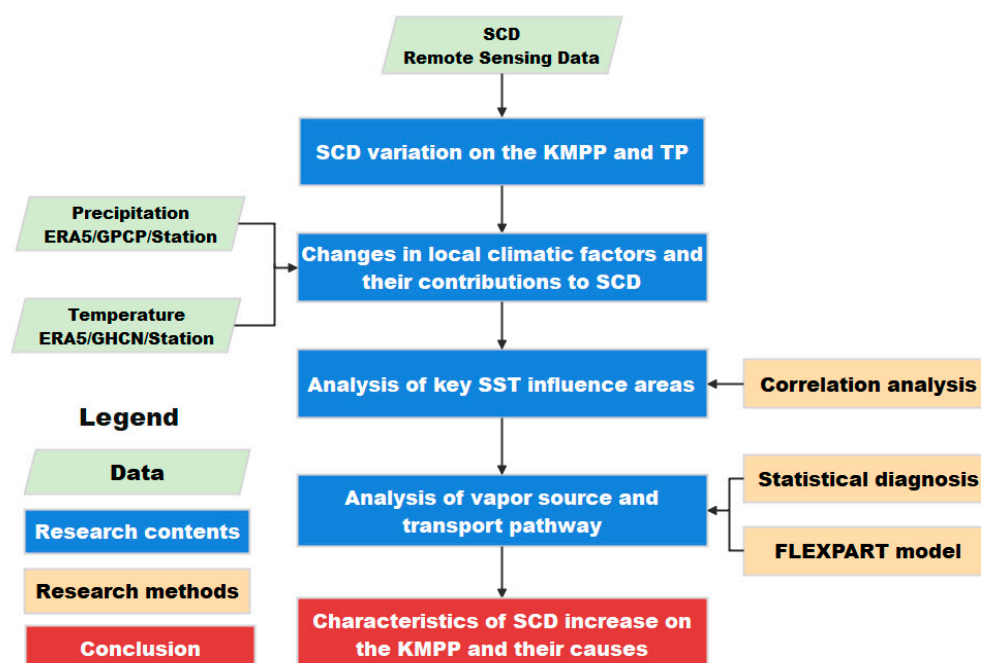 SCD
Remote Sensing Data
SCD variation on the KMPP and TP
Precipitation
ERA5/GPCP/Station
Changes in local climatic factors and
their contributions to SCD
Temperature
ERA5/GHCN/Station
Analysis of key SST influence areas
Correlation analysis
Legend
Data
Analysis of vapor source and
transport pathway
Statistical diagnosis
FLEXPART model
Research contents
Research methods
Conclusion
Characteristics of SCD increase on
the KMPP and their causes